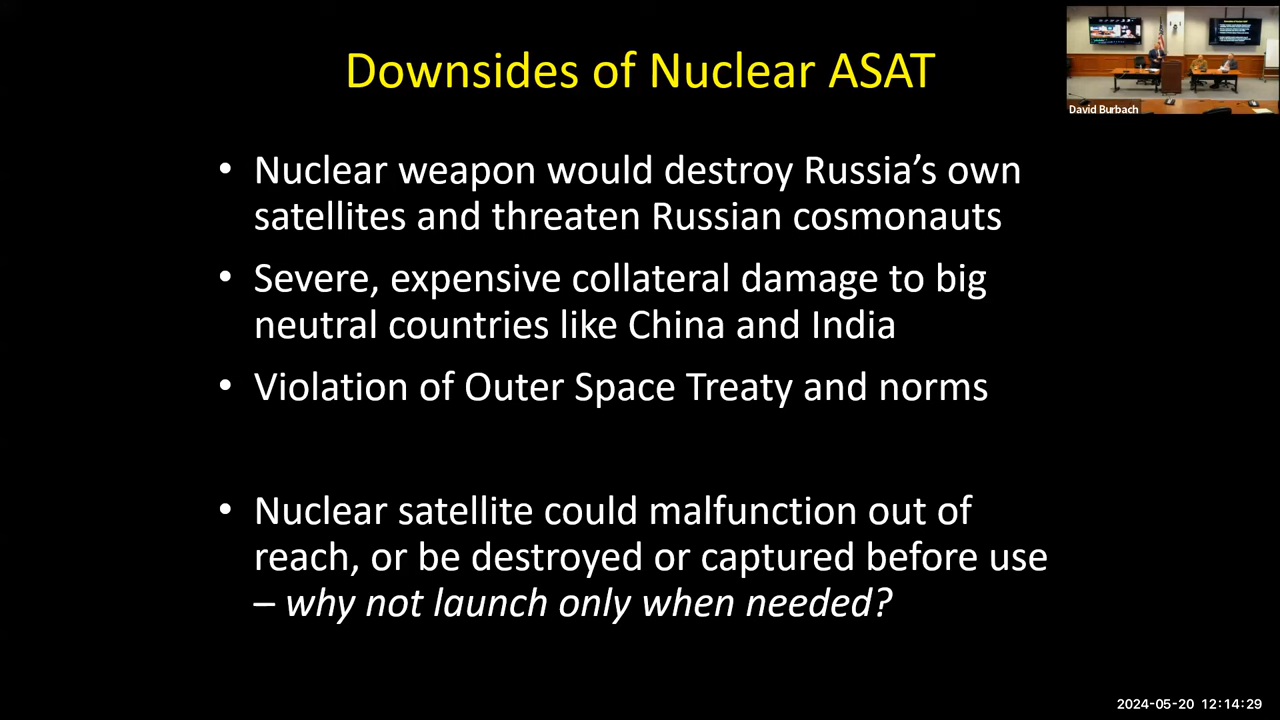 Downsides of Nuclear ASAT
David Burbach
• Nuclear weapon would destroy Russia’s own
satellites and threaten Russian cosmonauts
• Severe, expensive collateral damage to big
neutral countries like China and India
• Violation of Outer Space Treaty and norms
• Nuclear satellite could malfunction out of
reach, or be destroyed or captured before use
– why not launch only when needed?
2024-05-20 12:14:29